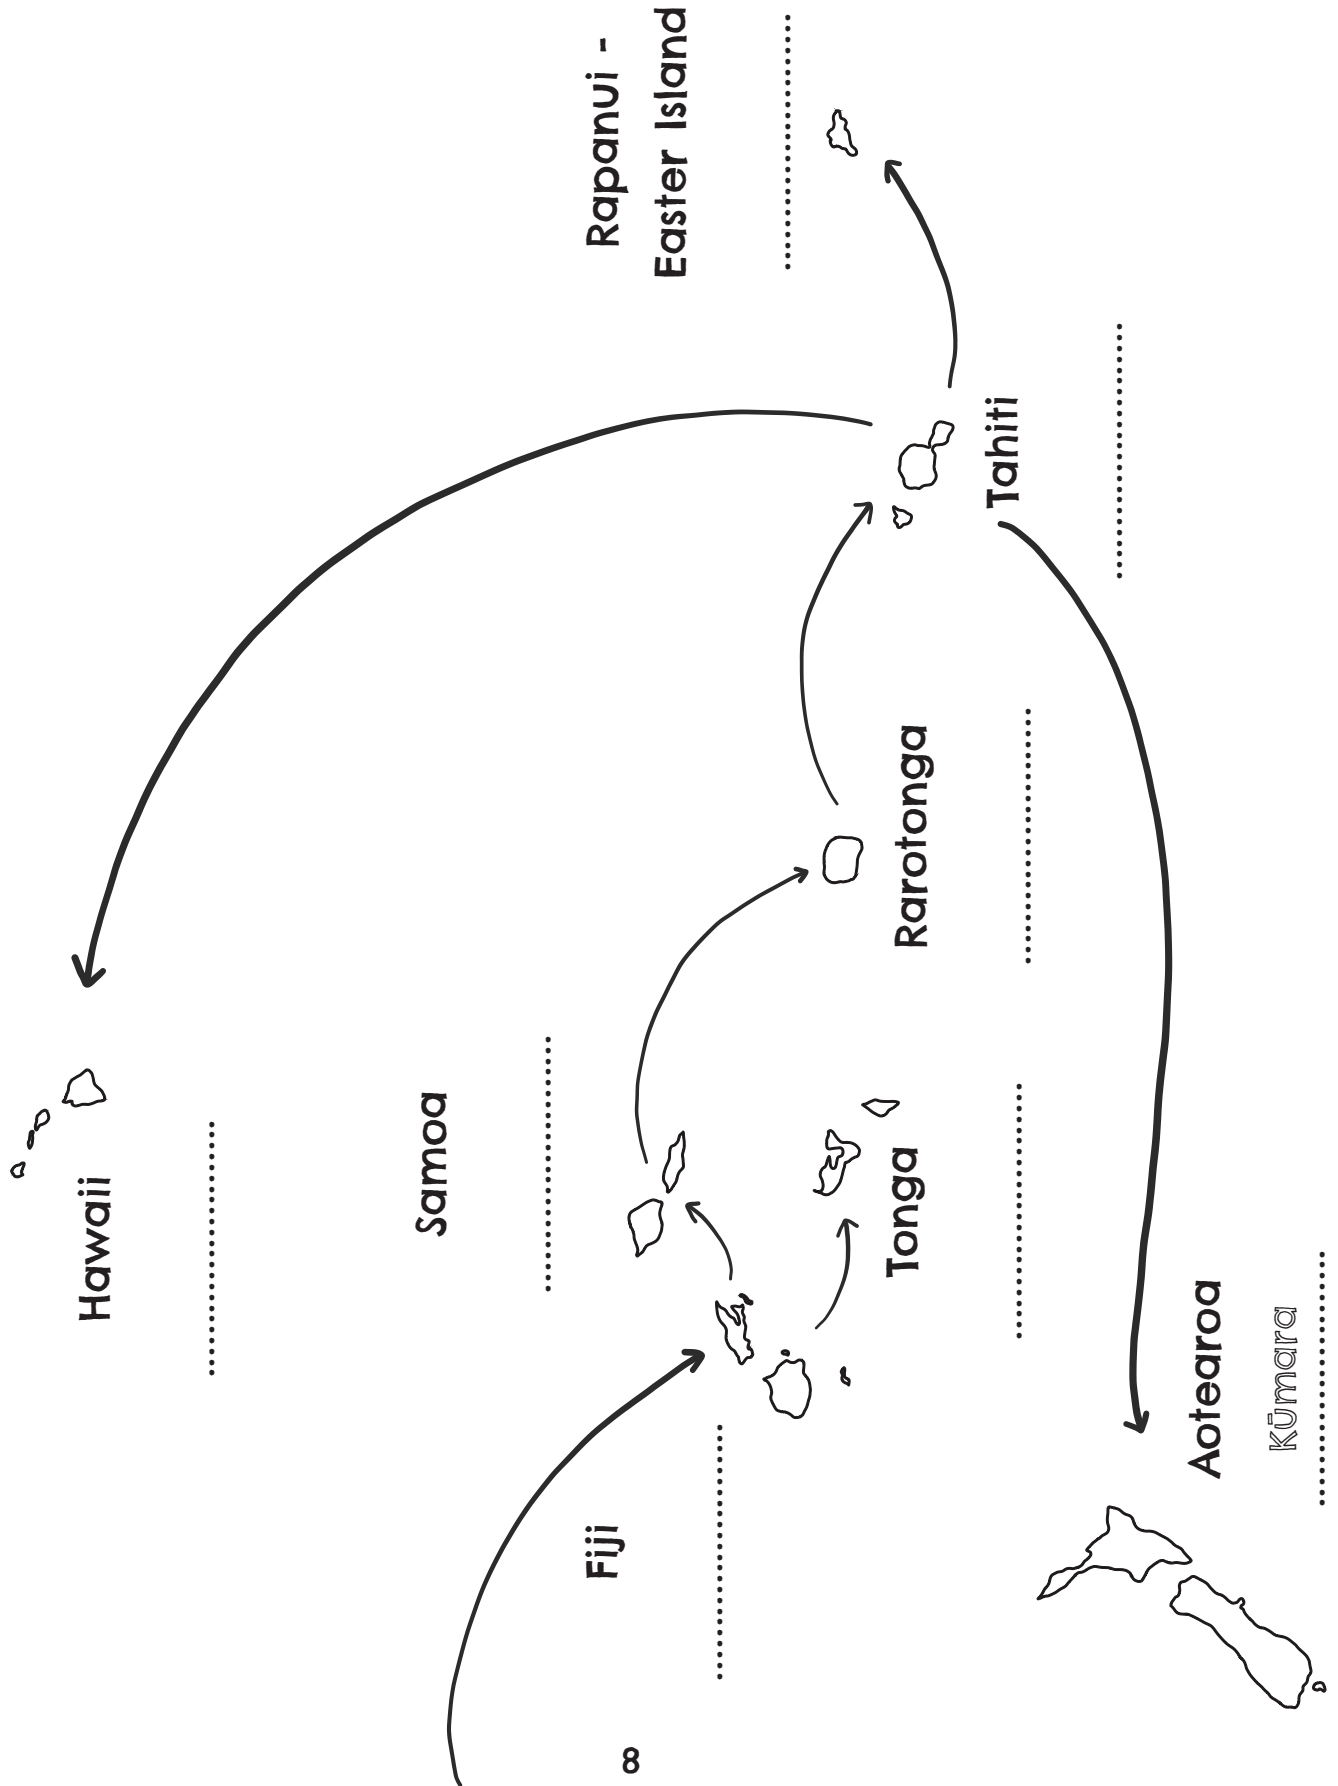 Hawaii
Samoa
Fiji
Rapanui -
Easter Island
Tonga
Rarotonga
Tahiti
Aotearoa
Kūmara
8